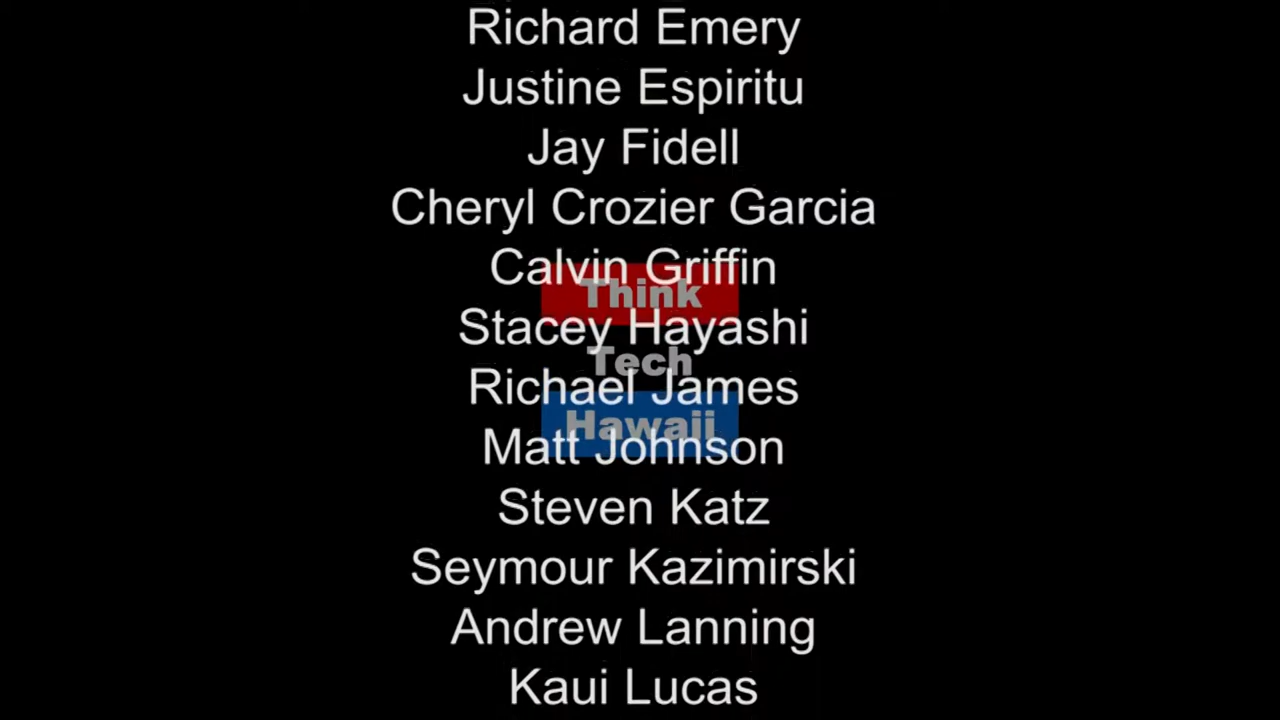 Richard Emery
Justine Espiritu
Jay Fidell
Cheryl Crozier Garcia
Calvin Griffin
Think
Stacey Hayashi
Tech
Richael James
Hawaii
Matt Johnson
Steven Katz
Seymour Kazimirski
Andrew Lanning
Kaui Lucas